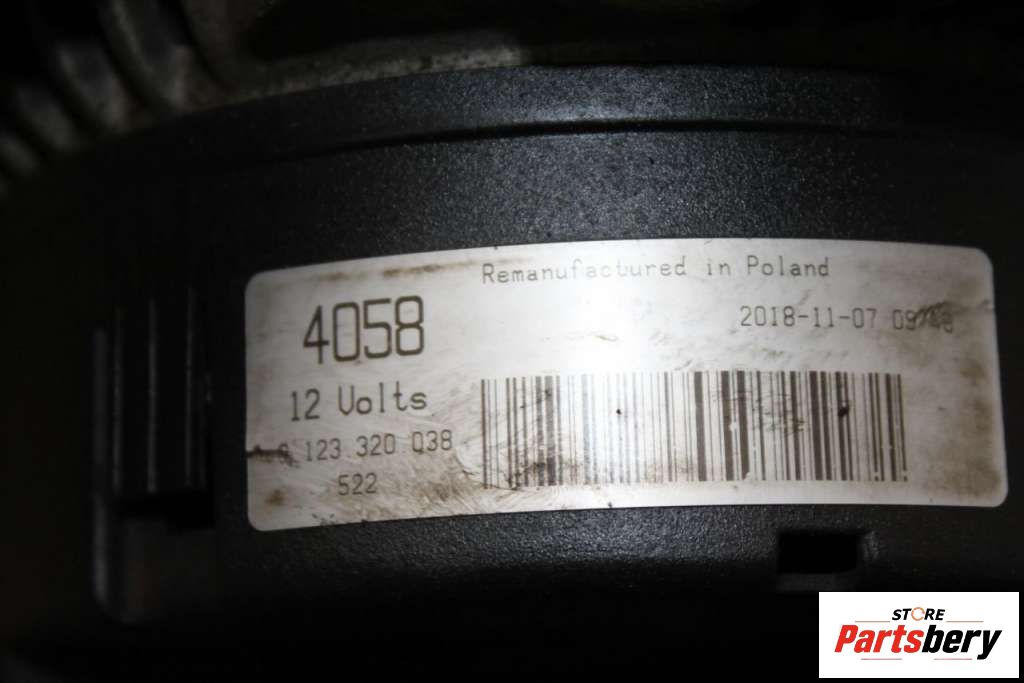 Remanufactured in Poland
4058
2018-11-07
12 Volts
123 320 038
522
STORE
Partsbery